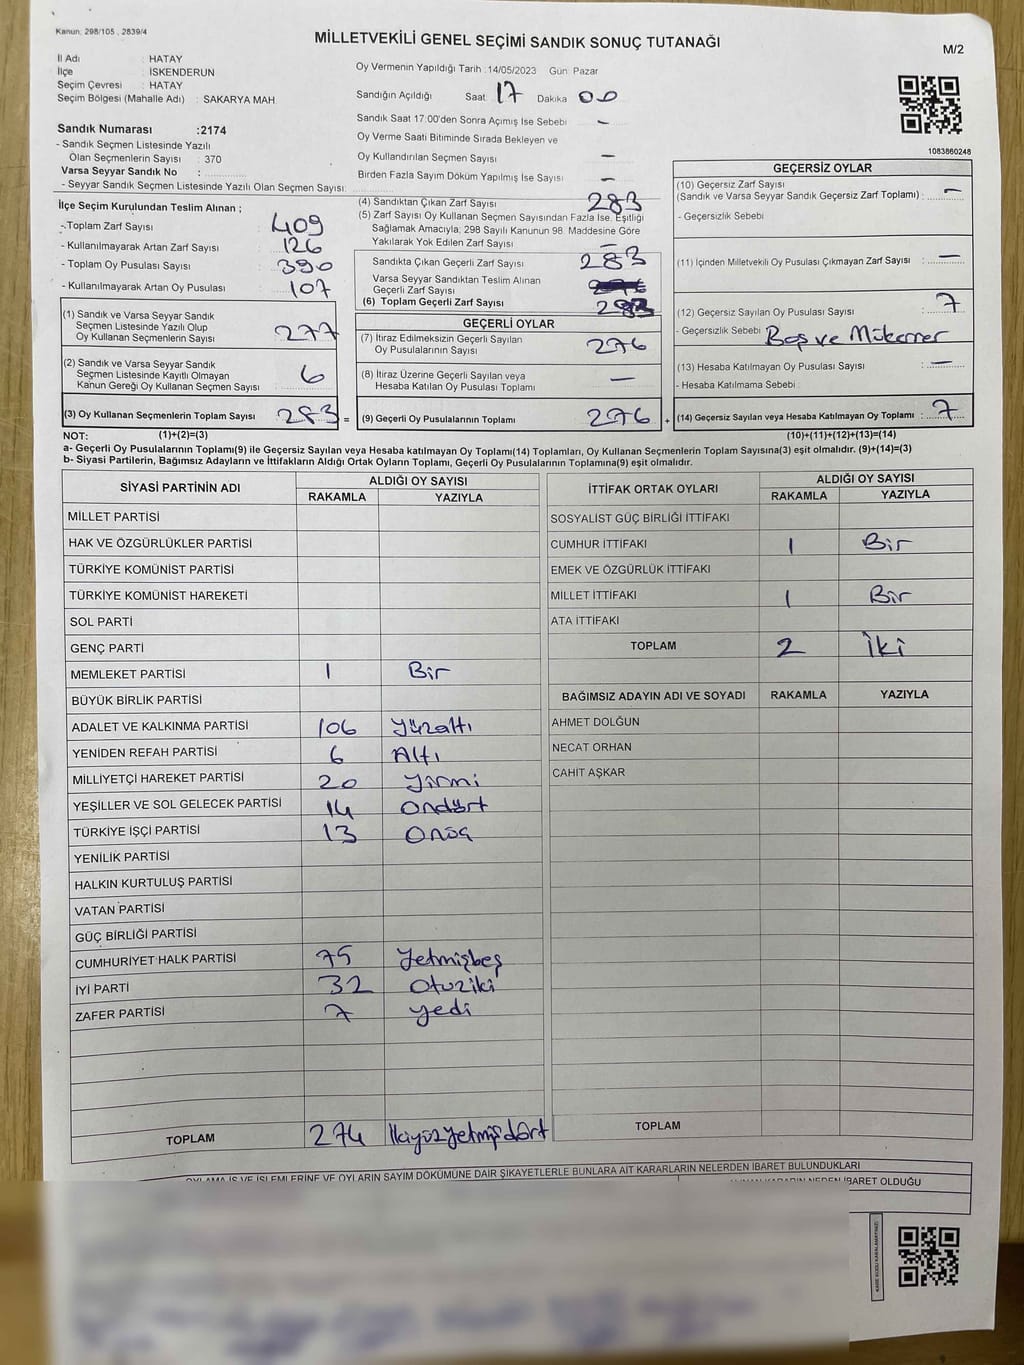 Kanun: 298/105 , 2839/4
MİLLETVEKİLİ GENEL SEÇİMİ SANDIK SONUÇ TUTANAĞI
M/2
İl Adı : HATAY
İlçe : İSKENDERUN
Seçim Çevresi : HATAY
Seçim Bölgesi (Mahalle Adı) : SAKARYA MAH.
Oy Vermenin Yapıldığı Tarih :14/05/2023 Gün: Pazar
Sandığın Açıldığı Saat 17 Dakika 00
Sandık Saat 17.00'den Sonra Açılmış İse Sebebi –
Oy Verme Saati Bitiminde Sırada Bekleyen ve
Oy Kullandırılan Seçmen Sayısı –
Birden Fazla Sayım Döküm Yapılmış İse Sayısı –
1083860248
Sandık Numarası :2174
- Sandık Seçmen Listesinde Yazılı
Olan Seçmenlerin Sayısı : 370
Varsa Seyyar Sandık No :
- Seyyar Sandık Seçmen Listesinde Yazılı Olan Seçmen Sayısı:
İlçe Seçim Kurulundan Teslim Alınan ;
- Toplam Zarf Sayısı : 409
- Kullanılmayarak Artan Zarf Sayısı : 126
- Toplam Oy Pusulası Sayısı : 390
- Kullanılmayarak Artan Oy Pusulası : 107
(1) Sandık ve Varsa Seyyar Sandık
Seçmen Listesinde Yazılı Olup
Oy Kullanan Seçmenlerin Sayısı : 277
(2) Sandık ve Varsa Seyyar Sandık
Seçmen Listesinde Kayıtlı Olmayan
Kanun Gereği Oy Kullanan Seçmen Sayısı : 6
(3) Oy Kullanan Seçmenlerin Toplam Sayısı : 283 =
(4) Sandıktan Çıkan Zarf Sayısı : 283
(5) Zarf Sayısı Oy Kullanan Seçmen Sayısından Fazla İse, Eşitliği
Sağlamak Amacıyla; 298 Sayılı Kanunun 98. Maddesine Göre
Yakılarak Yok Edilen Zarf Sayısı : –
Sandıkta Çıkan Geçerli Zarf Sayısı : 283
Varsa Seyyar Sandıktan Teslim Alınan
Geçerli Zarf Sayısı :
(6) Toplam Geçerli Zarf Sayısı : 283
GEÇERLİ OYLAR
(7) İtiraz Edilmeksizin Geçerli Sayılan
Oy Pusulalarının Sayısı : 276
(8) İtiraz Üzerine Geçerli Sayılan veya
Hesaba Katılan Oy Pusulası Toplamı : –
(9) Geçerli Oy Pusulalarının Toplamı : 276 +
GEÇERSİZ OYLAR
(10) Geçersiz Zarf Sayısı
(Sandık ve Varsa Seyyar Sandık Geçersiz Zarf Toplamı) : –
- Geçersizlik Sebebi
(11) İçinden Milletvekili Oy Pusulası Çıkmayan Zarf Sayısı : –
(12) Geçersiz Sayılan Oy Pusulası Sayısı : 7
- Geçersizlik Sebebi : Boş ve Mükerrer
(13) Hesaba Katılmayan Oy Pusulası Sayısı : –
- Hesaba Katılmama Sebebi :
(14) Geçersiz Sayılan veya Hesaba Katılmayan Oy Toplamı : 7
NOT: (1)+(2)=(3) (10)+(11)+(12)+(13)=(14)
a- Geçerli Oy Pusulalarının Toplamı(9) ile Geçersiz Sayılan veya Hesaba katılmayan Oy Toplamı(14) Toplamları, Oy Kullanan Seçmenlerin Toplam Sayısına(3) eşit olmalıdır. (9)+(14)=(3)
b- Siyasi Partilerin, Bağımsız Adayların ve İttifakların Aldığı Ortak Oyların Toplamı, Geçerli Oy Pusulalarının Toplamına(9) eşit olmalıdır.
SİYASİ PARTİNİN ADI ALDIĞI OY SAYISI
RAKAMLA YAZIYLA
MİLLET PARTİSİ
HAK VE ÖZGÜRLÜKLER PARTİSİ
TÜRKİYE KOMÜNİST PARTİSİ
TÜRKİYE KOMÜNİST HAREKETİ
SOL PARTİ
GENÇ PARTİ
MEMLEKET PARTİSİ 1 Bir
BÜYÜK BİRLİK PARTİSİ
ADALET VE KALKINMA PARTİSİ 106 Yüzaltı
YENİDEN REFAH PARTİSİ 6 Altı
MİLLİYETÇİ HAREKET PARTİSİ 20 Yirmi
YEŞİLLER VE SOL GELECEK PARTİSİ 14 Ondört
TÜRKİYE İŞÇİ PARTİSİ 13 Onüç
YENİLİK PARTİSİ
HALKIN KURTULUŞ PARTİSİ
VATAN PARTİSİ
GÜÇ BİRLİĞİ PARTİSİ
CUMHURİYET HALK PARTİSİ 75 Yetmişbeş
İYİ PARTİ 32 Otuziki
ZAFER PARTİSİ 7 Yedi
TOPLAM 274 İkiyüzyetmişdört
İTTİFAK ORTAK OYLARI ALDIĞI OY SAYISI
RAKAMLA YAZIYLA
SOSYALİST GÜÇ BİRLİĞİ İTTİFAKI
CUMHUR İTTİFAKI 1 Bir
EMEK VE ÖZGÜRLÜK İTTİFAKI
MİLLET İTTİFAKI 1 Bir
ATA İTTİFAKI
TOPLAM 2 İki
BAĞIMSIZ ADAYIN ADI VE SOYADI RAKAMLA YAZIYLA
AHMET DOLĞUN
NECAT ORHAN
CAHİT AŞKAR
TOPLAM
OYLAMA İŞ VE İŞLEMLERİNE VE OYLARIN SAYIM DÖKÜMÜNE DAİR ŞİKAYETLERLE BUNLARA AİT KARARLARIN NELERDEN İBARET BULUNDUKLARI
NEDEN İBARET OLDUĞU